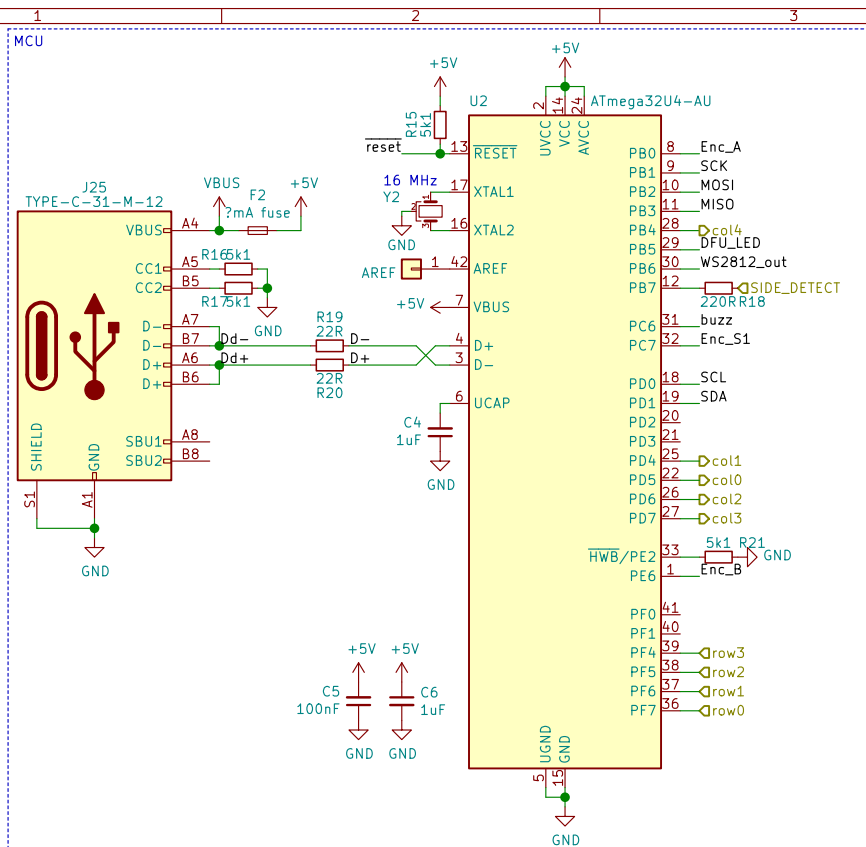 1 2 3
MCU
J25
TYPE-C-31-M-12
VBUS A4
CC1 A5
CC2 B5
D- A7
D- B7
D+ A6
D+ B6
SBU1 A8
SBU2 B8
SHIELD
GND
S1
A1
GND
VBUS
F2
?mA fuse
+5V
R16 5k1
R17 5k1
GND
Dd-
Dd+
R19
22R
22R
R20
D-
D+
+5V
R15
5k1
reset
16 MHz
Y2
1
2
3
GND
AREF 1
+5V
C4
1uF
GND
+5V
C5
100nF
GND
+5V
C6
1uF
GND
+5V
U2
ATmega32U4-AU
2 UVCC
14 VCC
24 AVCC
13 RESET
17 XTAL1
16 XTAL2
42 AREF
7 VBUS
4 D+
3 D-
6 UCAP
5 UGND
15 GND
GND
PB0 8 Enc_A
PB1 9 SCK
PB2 10 MOSI
PB3 11 MISO
PB4 28 col4
PB5 29 DFU_LED
PB6 30 WS2812_out
PB7 12 SIDE_DETECT
220R R18
PC6 31 buzz
PC7 32 Enc_S1
PD0 18 SCL
PD1 19 SDA
PD2 20
PD3 21
PD4 25 col1
PD5 22 col0
PD6 26 col2
PD7 27 col3
5k1 R21
HWB/PE2 33 GND
PE6 1 Enc_B
PF0 41
PF1 40
PF4 39 row3
PF5 38 row2
PF6 37 row1
PF7 36 row0